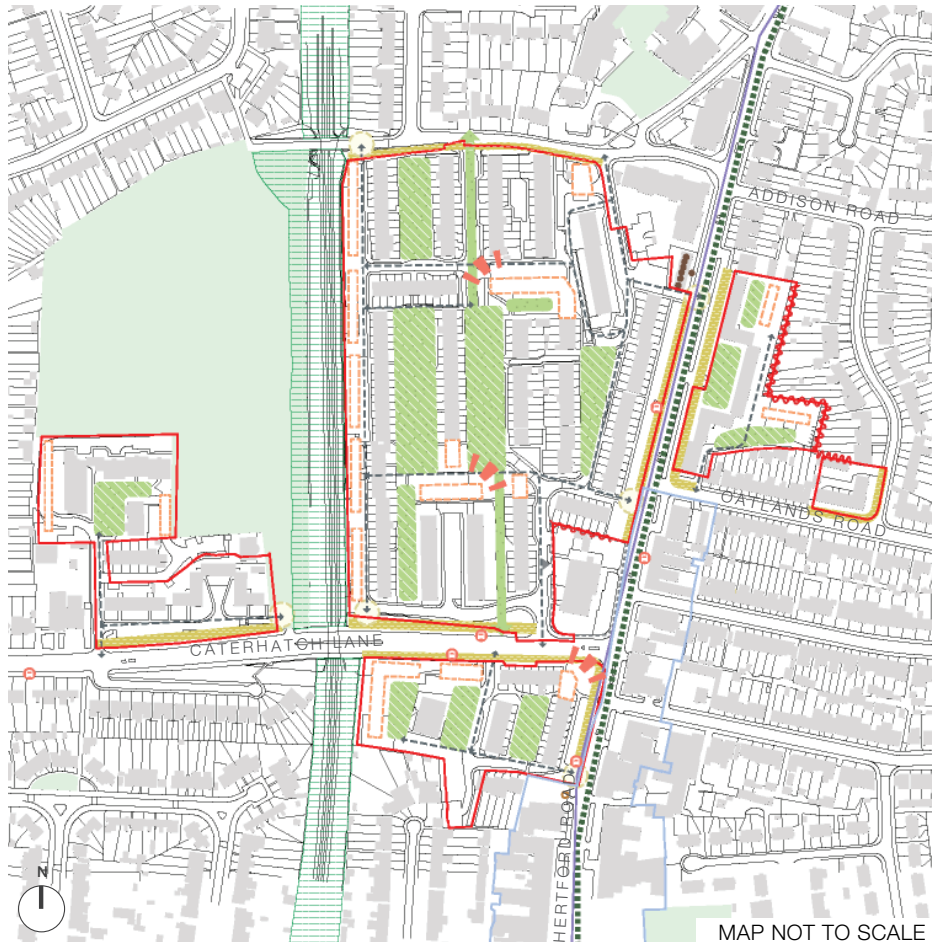 ADDISON ROAD
OATLANDS ROAD
CATERHATCH LANE
HERTFORD ROAD
N
MAP NOT TO SCALE